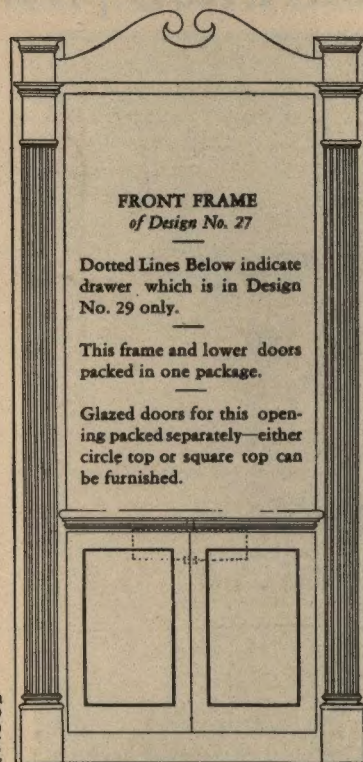 FRONT FRAME
of Design No. 27
Dotted Lines Below indicate
drawer which is in Design
No. 29 only.
This frame and lower doors
packed in one package.
Glazed doors for this open-
ing packed separately—either
circle top or square top can
be furnished.